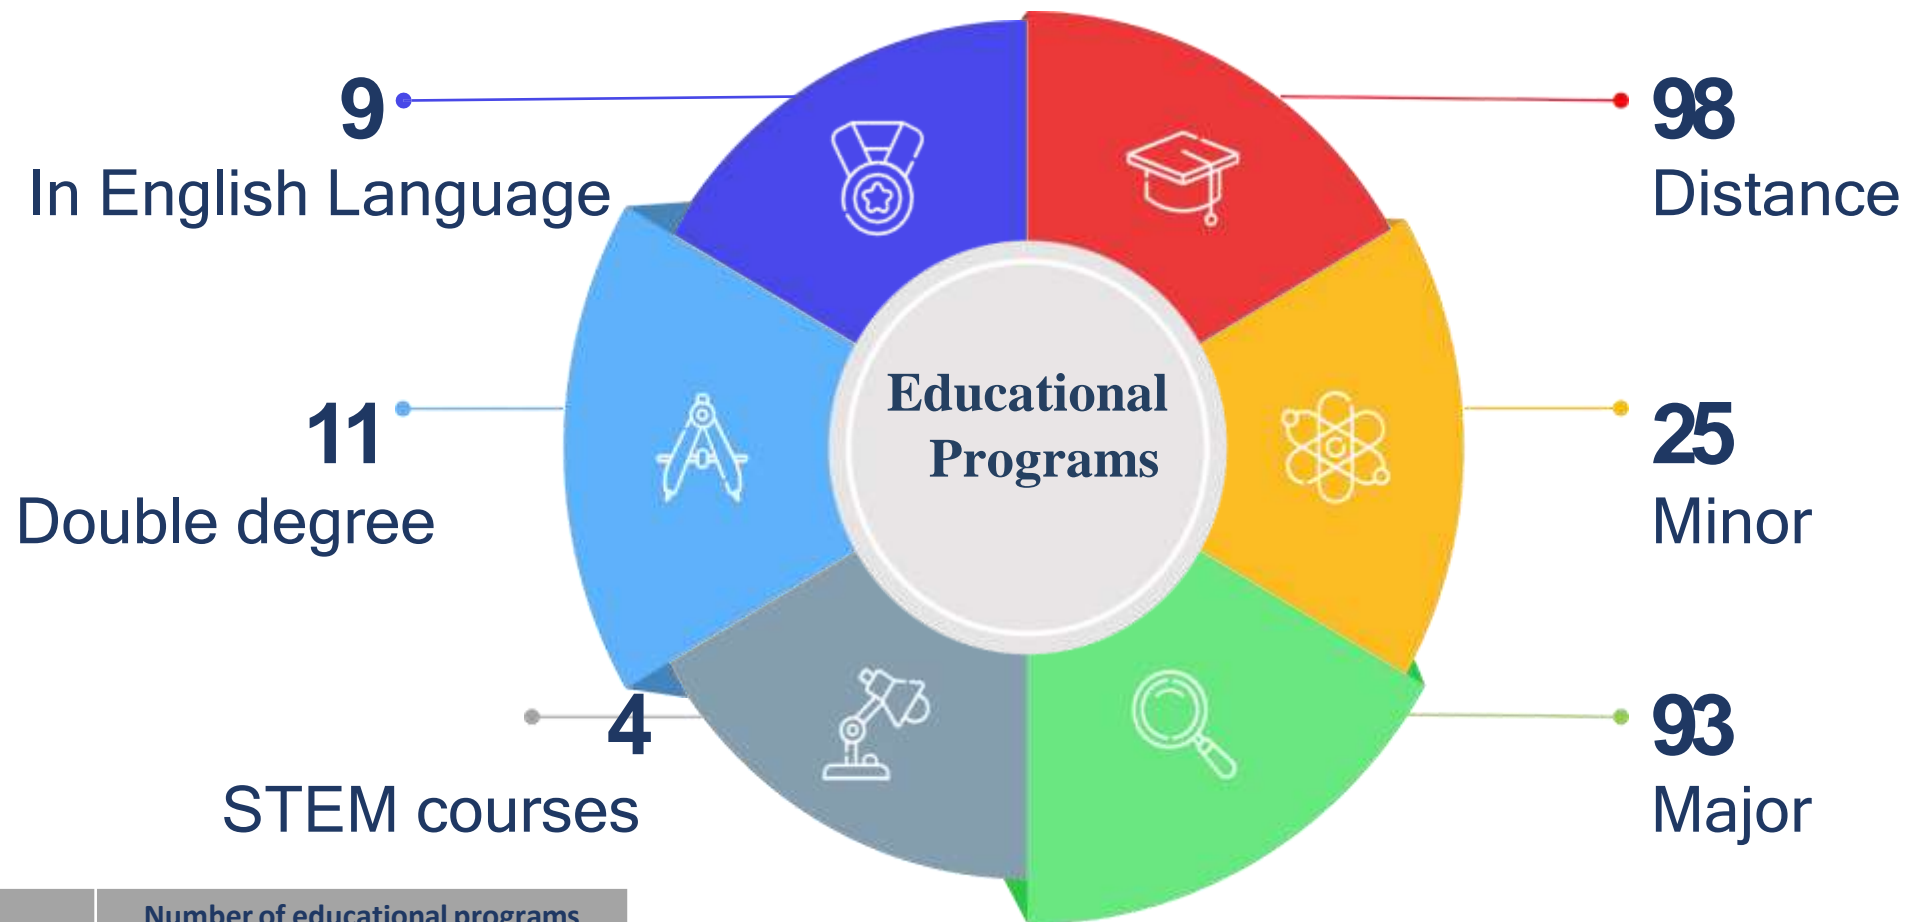 9
In English Language
98
Distance
11
Double degree
Educational
Programs
25
Minor
4
STEM courses
93
Major
Number of educational programs